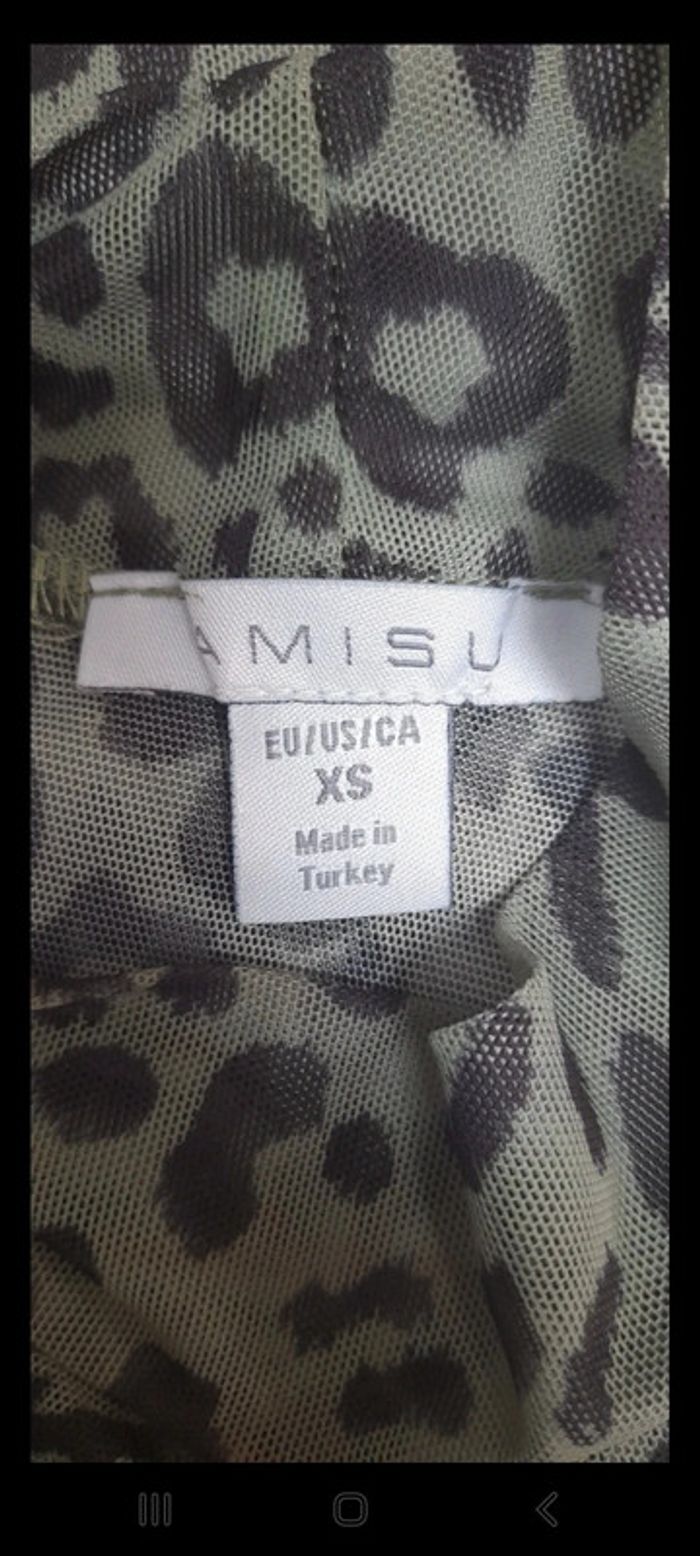 AMISU
EU/US/CA
XS
Made in
Turkey